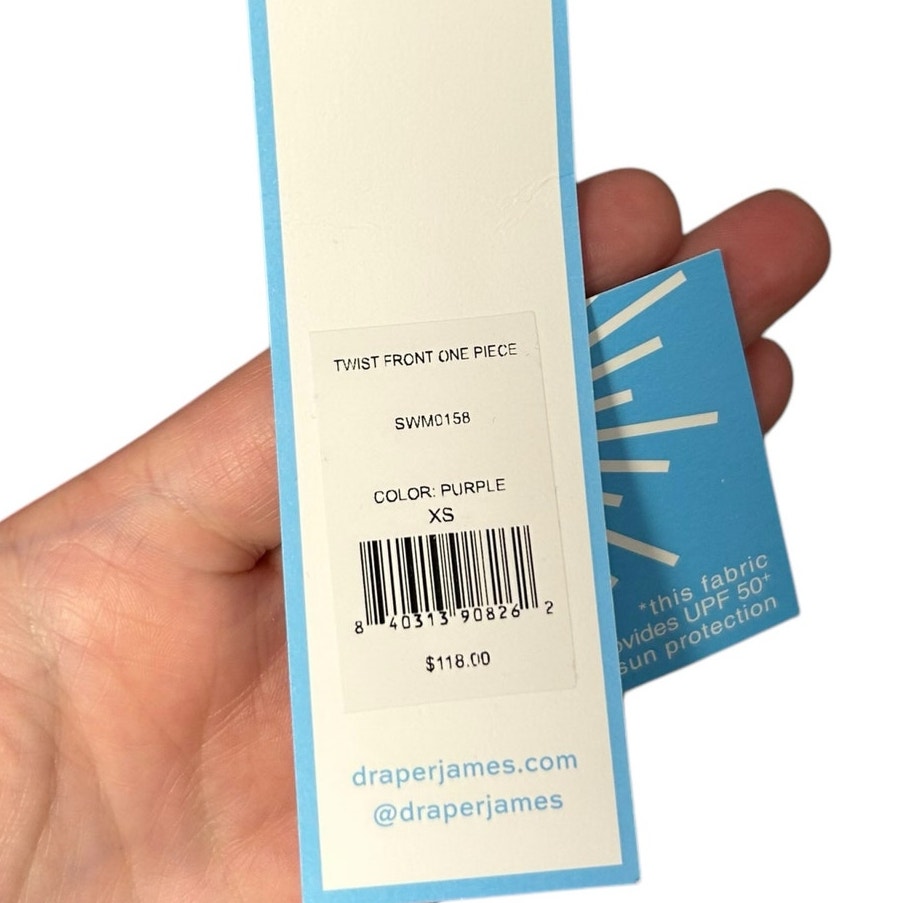 TWIST FRONT ONE PIECE
SWM0158
COLOR: PURPLE
XS
8 40313 90826 2
$118.00
draperjames.com
@draperjames
*this fabric
UPF 50+
sun protection